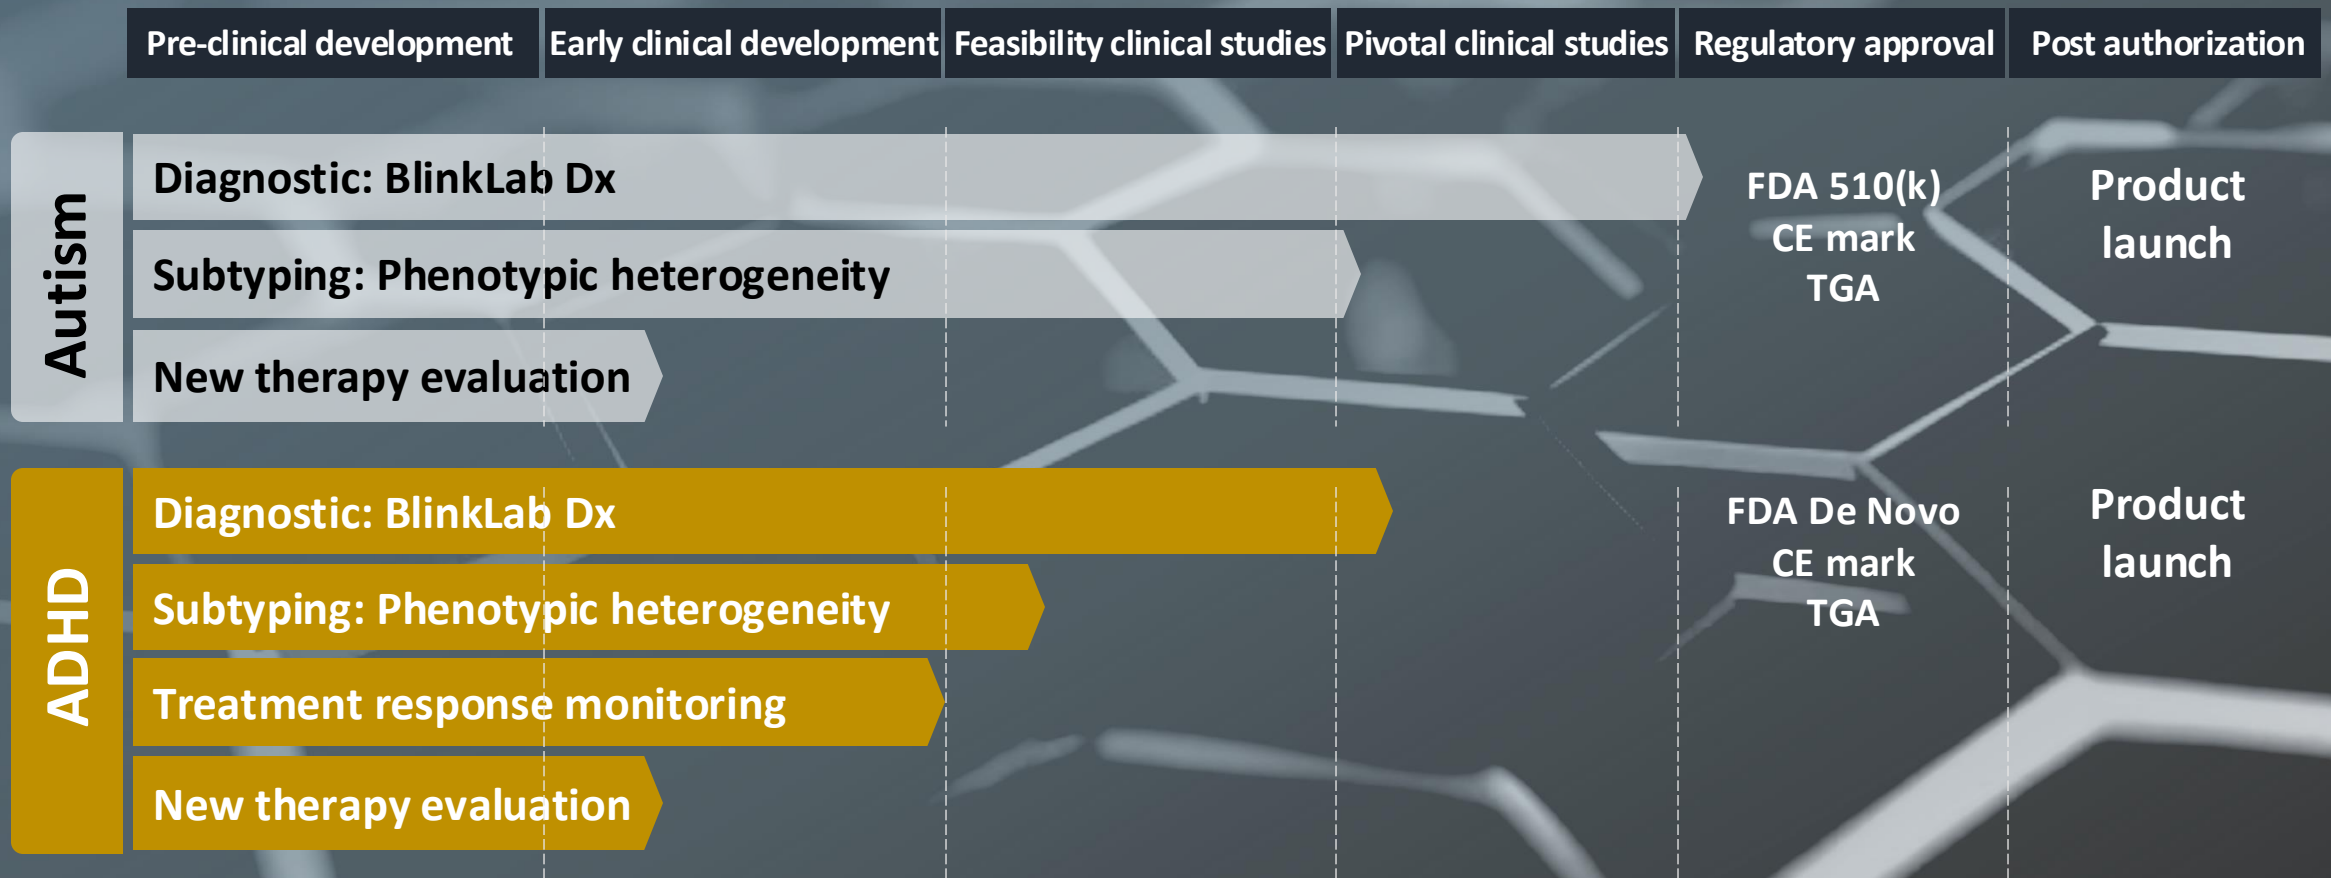 Pre-clinical development
Early clinical development
Feasibility clinical studies
Pivotal clinical studies
Regulatory approval
Post authorization
Autism
Diagnostic: BlinkLab Dx
Subtyping: Phenotypic heterogeneity
New therapy evaluation
FDA 510(k)
CE mark
TGA
Product
launch
ADHD
Diagnostic: BlinkLab Dx
Subtyping: Phenotypic heterogeneity
Treatment response monitoring
New therapy evaluation
FDA De Novo
CE mark
TGA
Product
launch